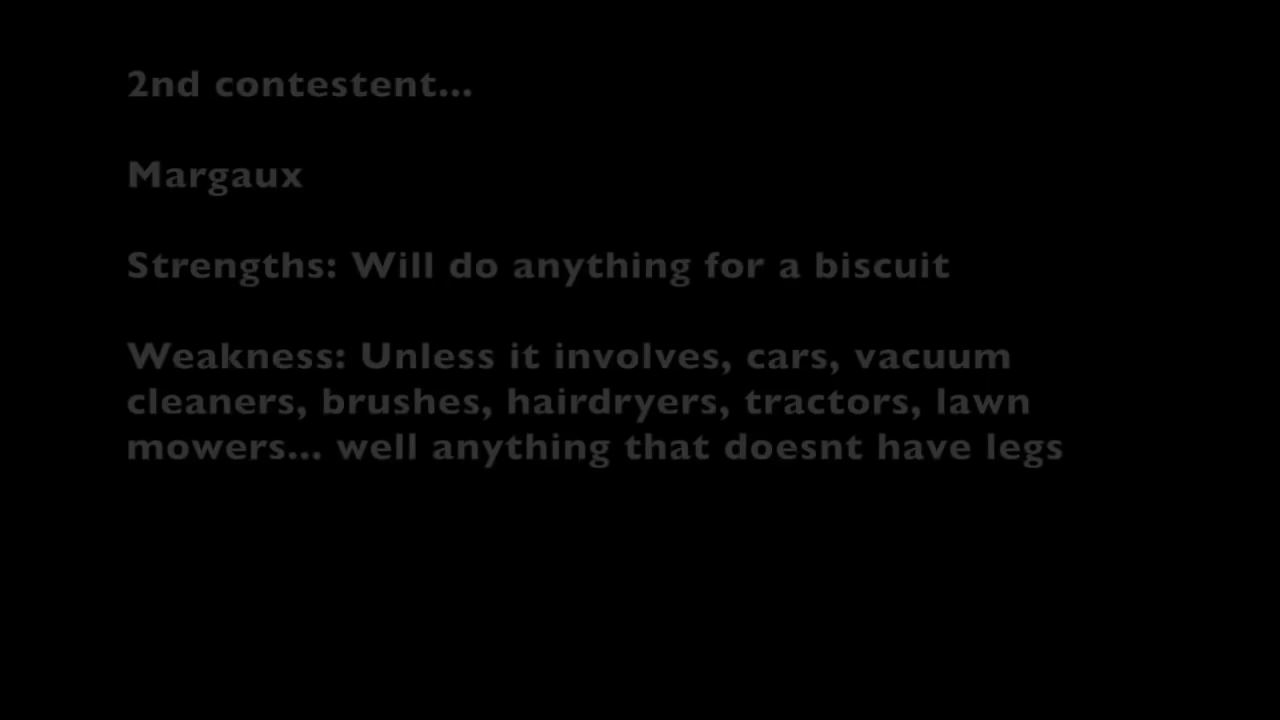 2nd contestent...
Margaux
Strengths: Will do anything for a biscuit
Weakness: Unless it involves, cars, vacuum
cleaners, brushes, hairdryers, tractors, lawn
mowers... well anything that doesnt have legs